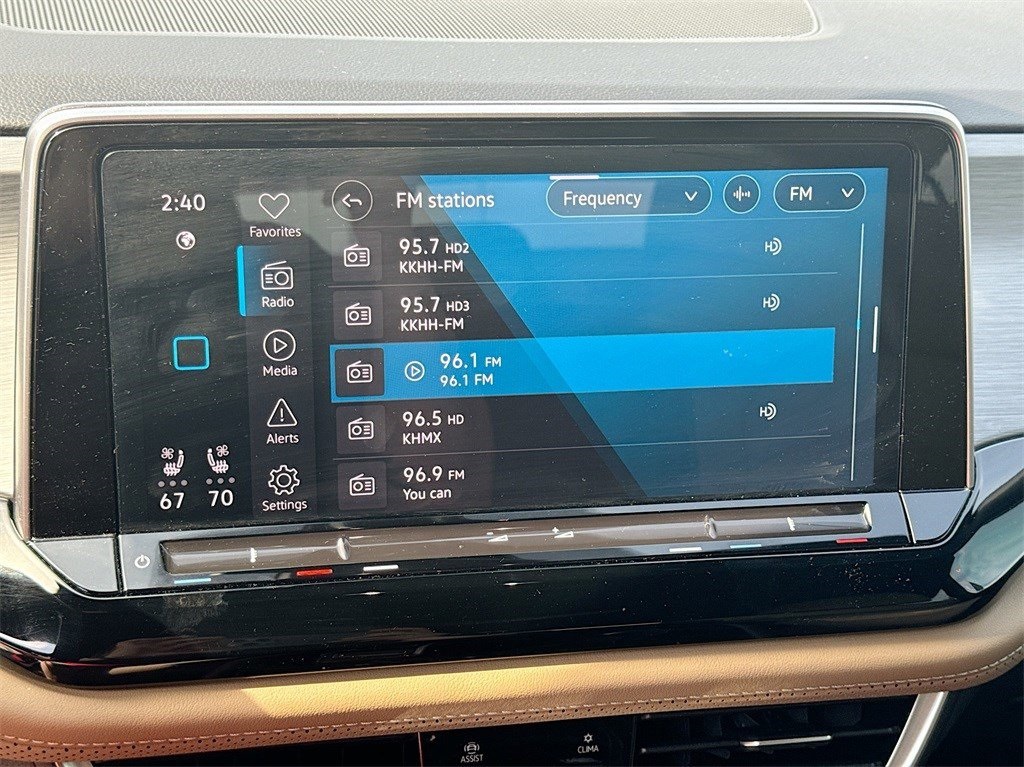 2:40
FM stations
Frequency
FM
Favorites
Radio
Media
Alerts
Settings
95.7 HD2
KKHH-FM
95.7 HD3
KKHH-FM
96.1 FM
96.1 FM
96.5 HD
KHMX
96.9 FM
You can
67
70
ASSIST
CLIMA